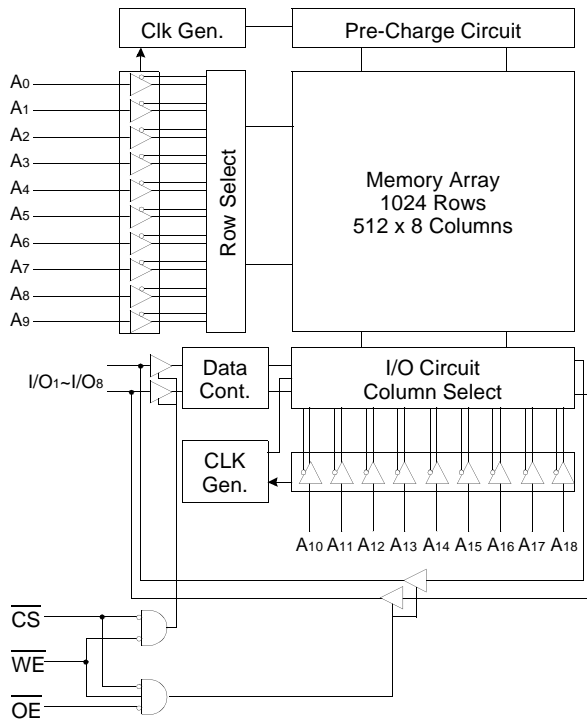 Clk Gen.
Pre-Charge Circuit
A0
A1
A2
A3
A4
A5
A6
A7
A8
A9
Row Select
Memory Array
1024 Rows
512 x 8 Columns
I/O1~I/O8
Data
Cont.
I/O Circuit
Column Select
CLK
Gen.
A10 A11 A12 A13 A14 A15 A16 A17 A18
CS
WE
OE